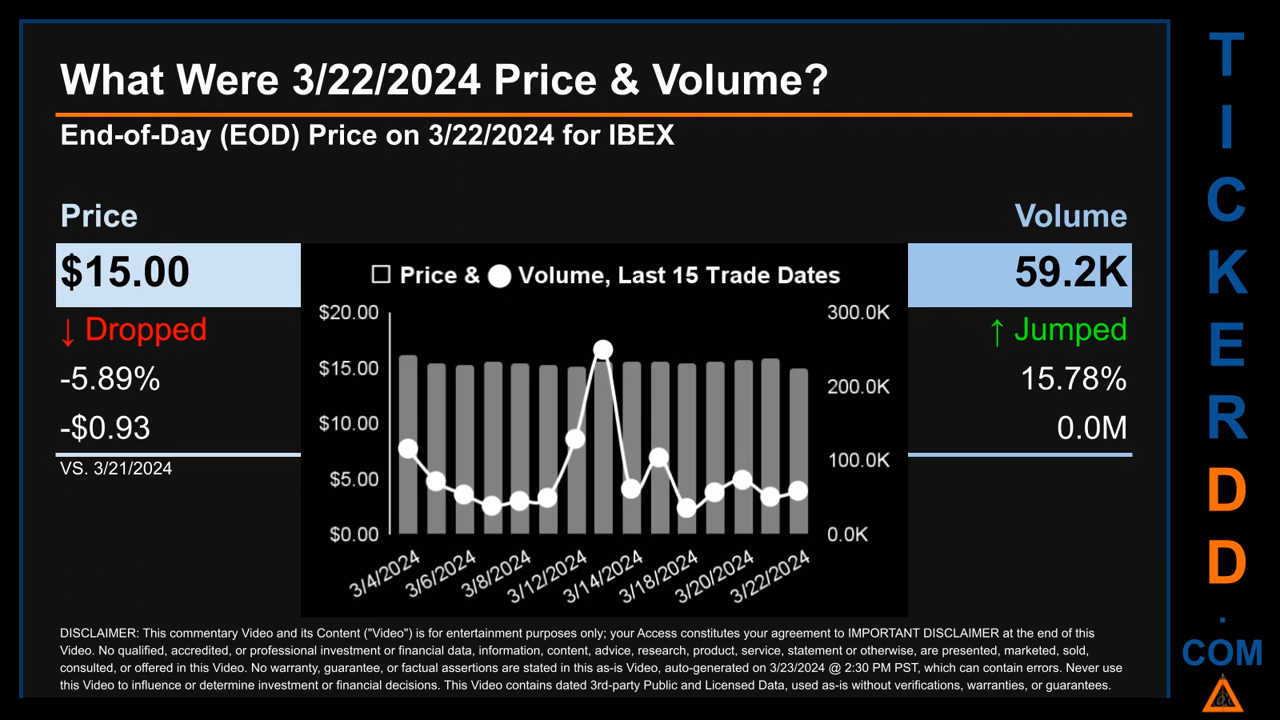 What Were 3/22/2024 Price & Volume?
End-of-Day (EOD) Price on 3/22/2024 for IBEX
Price
Volume
$15.00
59.2K
↓ Dropped
↑ Jumped
-5.89%
15.78%
-$0.93
0.0M
VS. 3/21/2024
Price & Volume, Last 15 Trade Dates
$20.00
$15.00
$10.00
$5.00
$0.00
300.0K
200.0K
100.0K
0.0K
3/4/2024
3/6/2024
3/8/2024
3/12/2024
3/14/2024
3/18/2024
3/20/2024
3/22/2024
DISCLAIMER: This commentary Video and its Content ("Video") is for entertainment purposes only; your Access constitutes your agreement to IMPORTANT DISCLAIMER at the end of this
Video. No qualified, accredited, or professional investment or financial data, information, content, advice, research, product, service, statement or otherwise, are presented, marketed, sold,
consulted, or offered in this Video. No warranty, guarantee, or factual assertions are stated in this as-is Video, auto-generated on 3/23/2024 @ 2:30 PM PST, which can contain errors. Never use
this Video to influence or determine investment or financial decisions. This Video contains dated 3rd-party Public and Licensed Data, used as-is without verifications, warranties, or guarantees.
T
I
C
K
E
R
D
D
.
COM